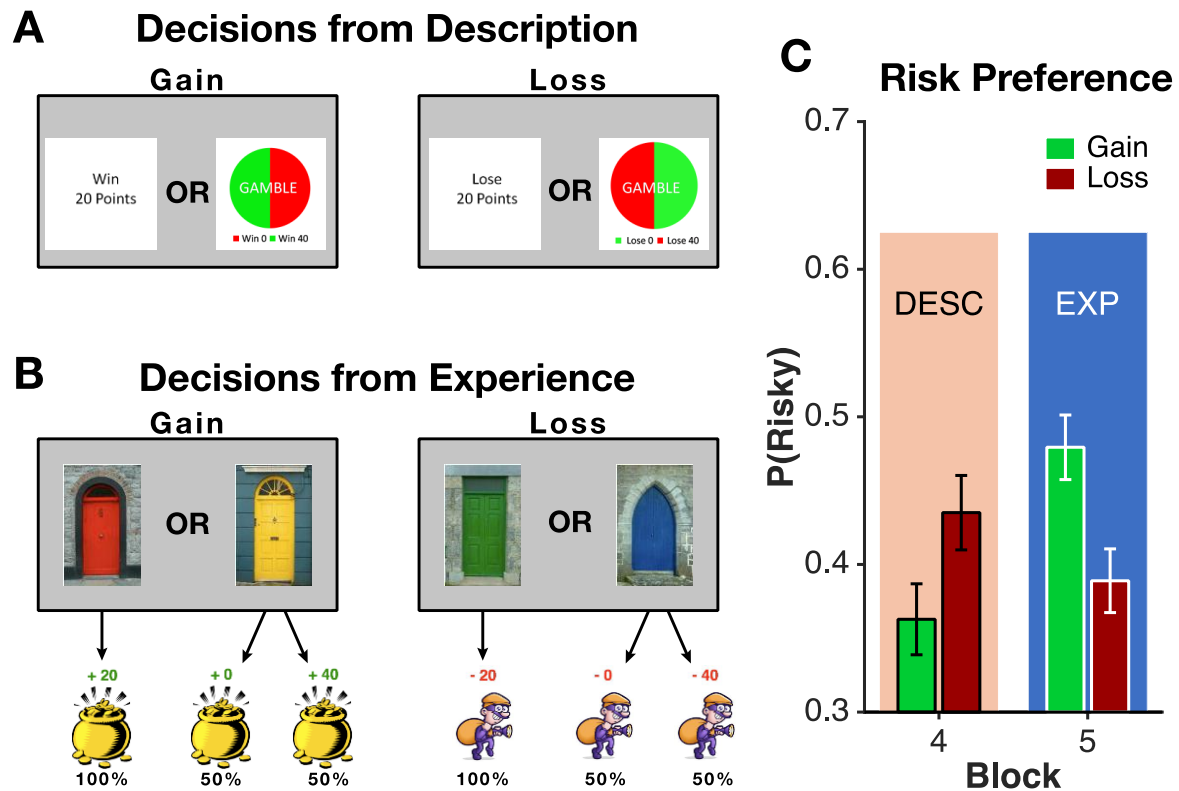 A
Decisions from Description
Gain
Win
20 Points
OR
GAMBLE
Win 0 Win 40
Loss
Lose
20 Points
OR
GAMBLE
Lose 0 Lose 40
B
Decisions from Experience
Gain
OR
+ 20
+ 0
+ 40
100%
50%
50%
Loss
OR
- 20
- 0
- 40
100%
50%
50%
C
Risk Preference
Gain
Loss
DESC
EXP
P(Risky)
0.7
0.6
0.5
0.4
0.3
4
5
Block